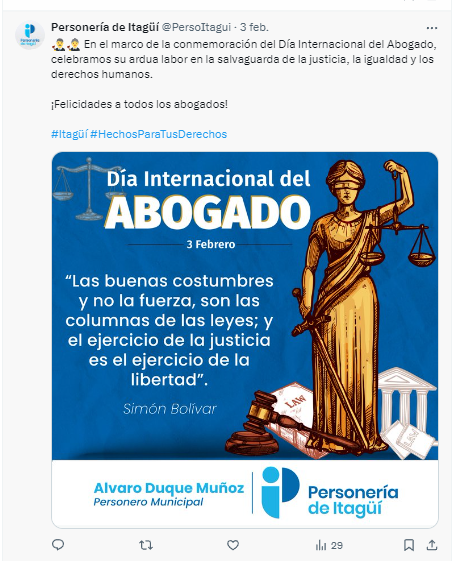 Personería de Itagüí @PersoItagui · 3 feb.
En el marco de la conmemoración del Día Internacional del Abogado,
celebramos su ardua labor en la salvaguarda de la justicia, la igualdad y los
derechos humanos.
¡Felicidades a todos los abogados!
#Itagüí #HechosParaTusDerechos
Día Internacional del
ABOGADO
3 Febrero
“Las buenas costumbres
y no la fuerza, son las
columnas de las leyes; y
el ejercicio de la justicia
es el ejercicio de la
libertad”.
Simón Bolívar
LAW
Alvaro Duque Muñoz
Personero Municipal
Personería
de Itagüí
29